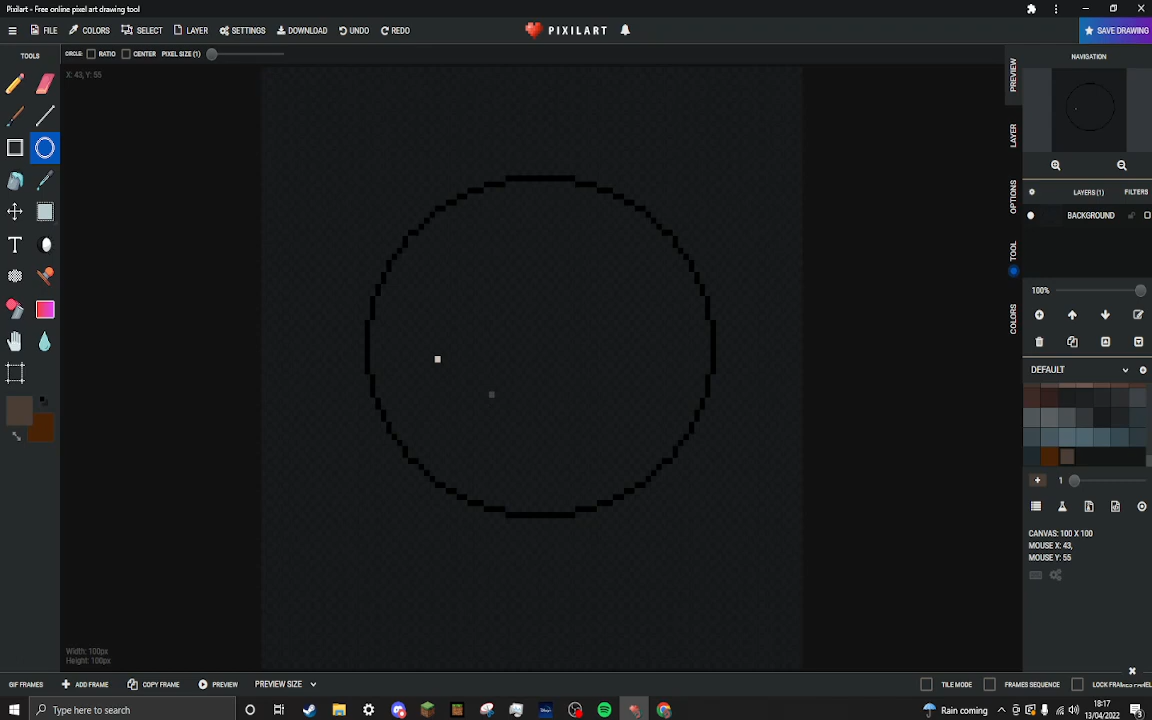 Pixilart - Free online pixel art drawing tool
FILE COLORS SELECT LAYER SETTINGS DOWNLOAD UNDO REDO PIXILART SAVE DRAWING
TOOLS
CIRCLE: RATIO CENTER PIXEL SIZE (1)
X: 43, Y: 55
PREVIEW
LAYER
OPTIONS
TOOL
COLORS
NAVIGATION
LAYERS (1) FILTERS
BACKGROUND
100%
DEFAULT
1
CANVAS: 100 X 100
MOUSE X: 43,
MOUSE Y: 55
T
Width: 100px
Height: 100px
GIF FRAMES ADD FRAME COPY FRAME PREVIEW PREVIEW SIZE TILE MODE FRAMES SEQUENCE LOCK FRAMES PANEL
Type here to search
Rain coming
18:17
13/04/2022
3